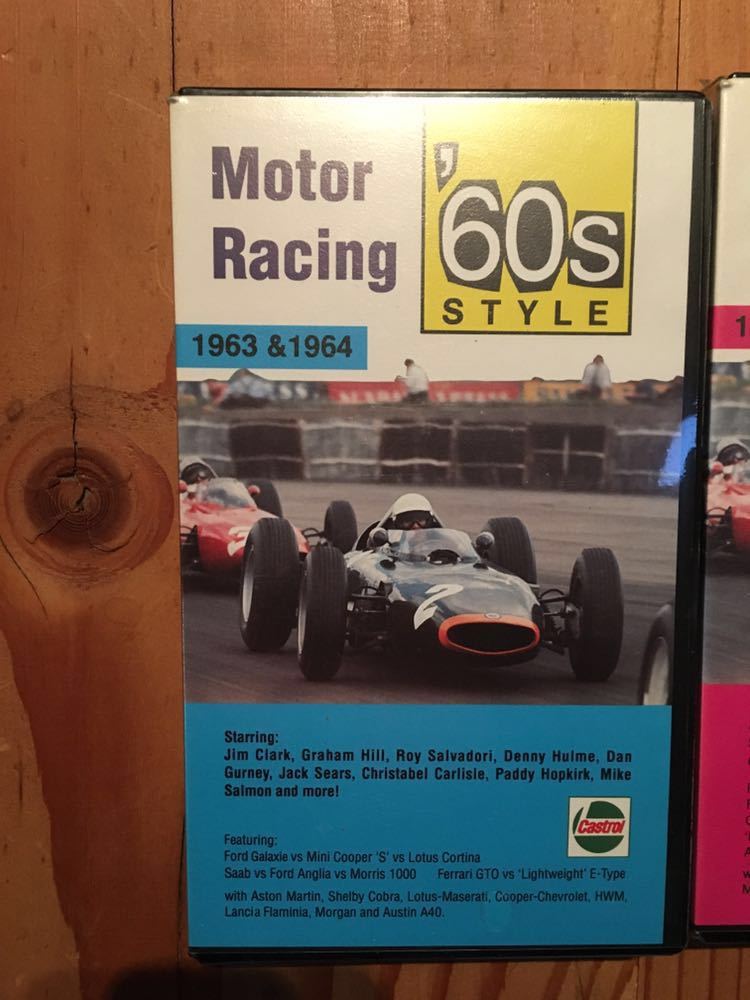 Motor
Racing
'60s
STYLE
1963 &1964
2
Starring:
Jim Clark, Graham Hill, Roy Salvadori, Denny Hulme, Dan
Gurney, Jack Sears, Christabel Carlisle, Paddy Hopkirk, Mike
Salmon and more!
Castrol
Featuring:
Ford Galaxie vs Mini Cooper 'S' vs Lotus Cortina
Saab vs Ford Anglia vs Morris 1000 Ferrari GTO vs 'Lightweight' E-Type
with Aston Martin, Shelby Cobra, Lotus-Maserati, Cooper-Chevrolet, HWM,
Lancia Flaminia, Morgan and Austin A40.
1